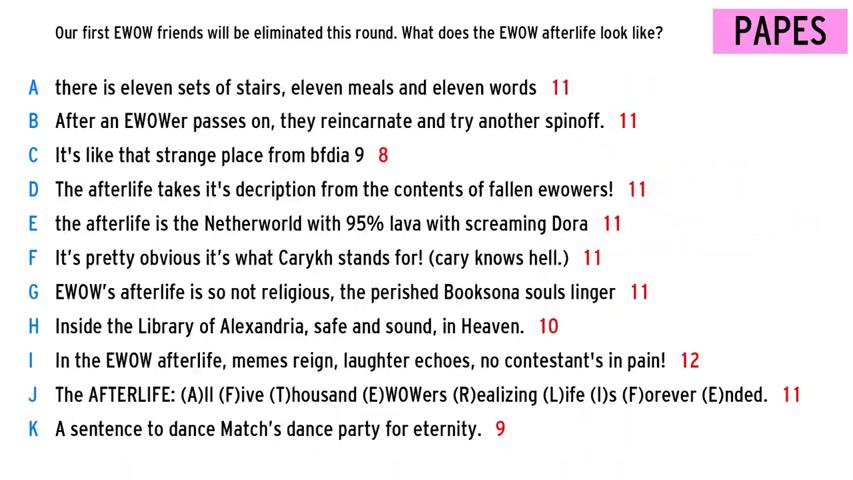 Our first EWOW friends will be eliminated this round. What does the EWOW afterlife look like?
PAPES
A there is eleven sets of stairs, eleven meals and eleven words 11
B After an EWOWer passes on, they reincarnate and try another spinoff. 11
C It's like that strange place from bfdia 9 8
D The afterlife takes it's decription from the contents of fallen ewowers! 11
E the afterlife is the Netherworld with 95% lava with screaming Dora 11
F It’s pretty obvious it’s what Carykh stands for! (cary knows hell.) 11
G EWOW’s afterlife is so not religious, the perished Booksona souls linger 11
H Inside the Library of Alexandria, safe and sound, in Heaven. 10
I In the EWOW afterlife, memes reign, laughter echoes, no contestant's in pain! 12
J The AFTERLIFE: (A)ll (F)ive (T)housand (E)WOWers (R)ealizing (L)ife (I)s (F)orever (E)nded. 11
K A sentence to dance Match’s dance party for eternity. 9